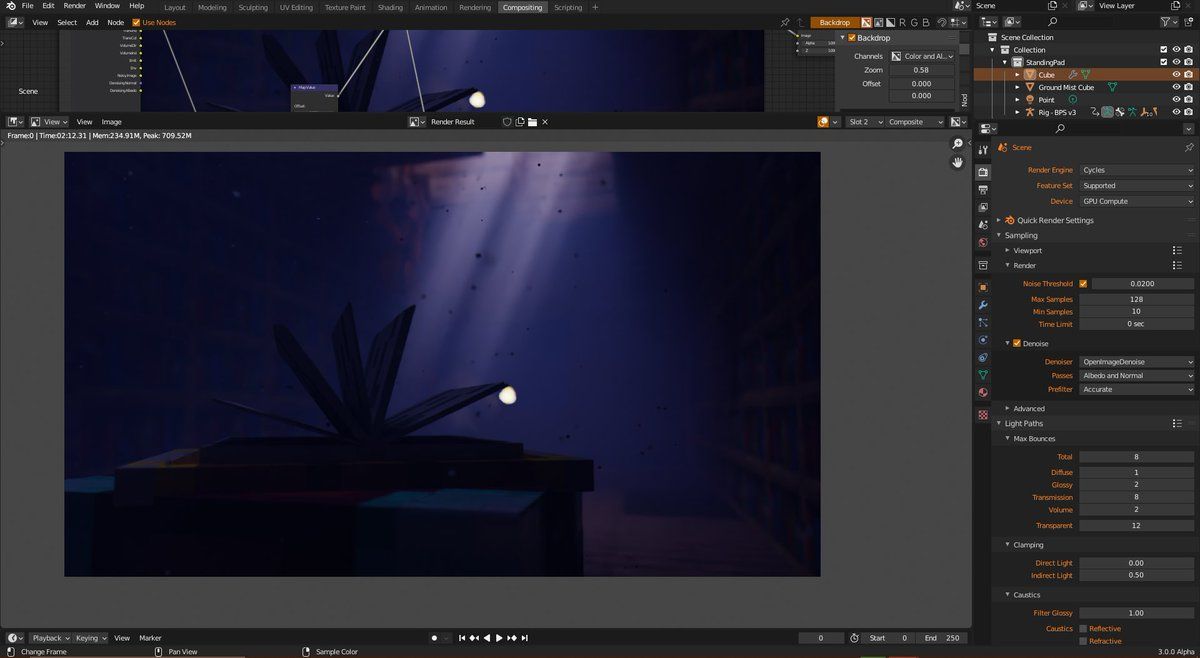 File Edit Render Window Help Layout Modeling Sculpting UV Editing Texture Paint Shading Animation Rendering Compositing Scripting + Scene View Layer
View Select Add Node Use Nodes Backdrop R G B
Scene Collection
Collection
StandingPad
Cube
Ground Mist Cube
Point
Rig - BPS v3
Backdrop
Channels Color and Al...
Zoom 0.58
Offset 0.000
0.000
Nod
Image
Alpha
Z
Map Value
Value
Offset
Scene
View View Image Render Result Slot 2 Composite
Frame:0 | Time:02:12.31 | Mem:234.91M, Peak: 709.52M
Scene
Render Engine Cycles
Feature Set Supported
Device GPU Compute
Quick Render Settings
Sampling
Viewport
Render
Noise Threshold 0.0200
Max Samples 128
Min Samples 10
Time Limit 0 sec
Denoise
Denoiser OpenImageDenoise
Passes Albedo and Normal
Prefilter Accurate
Advanced
Light Paths
Max Bounces
Total 8
Diffuse 1
Glossy 2
Transmission 8
Volume 2
Transparent 12
Clamping
Direct Light 0.00
Indirect Light 0.50
Caustics
Filter Glossy 1.00
Caustics Reflective
Refractive
Playback Keying View Marker 0 Start 0 End 250
Change Frame Pan View Sample Color 3.0.0 Alpha